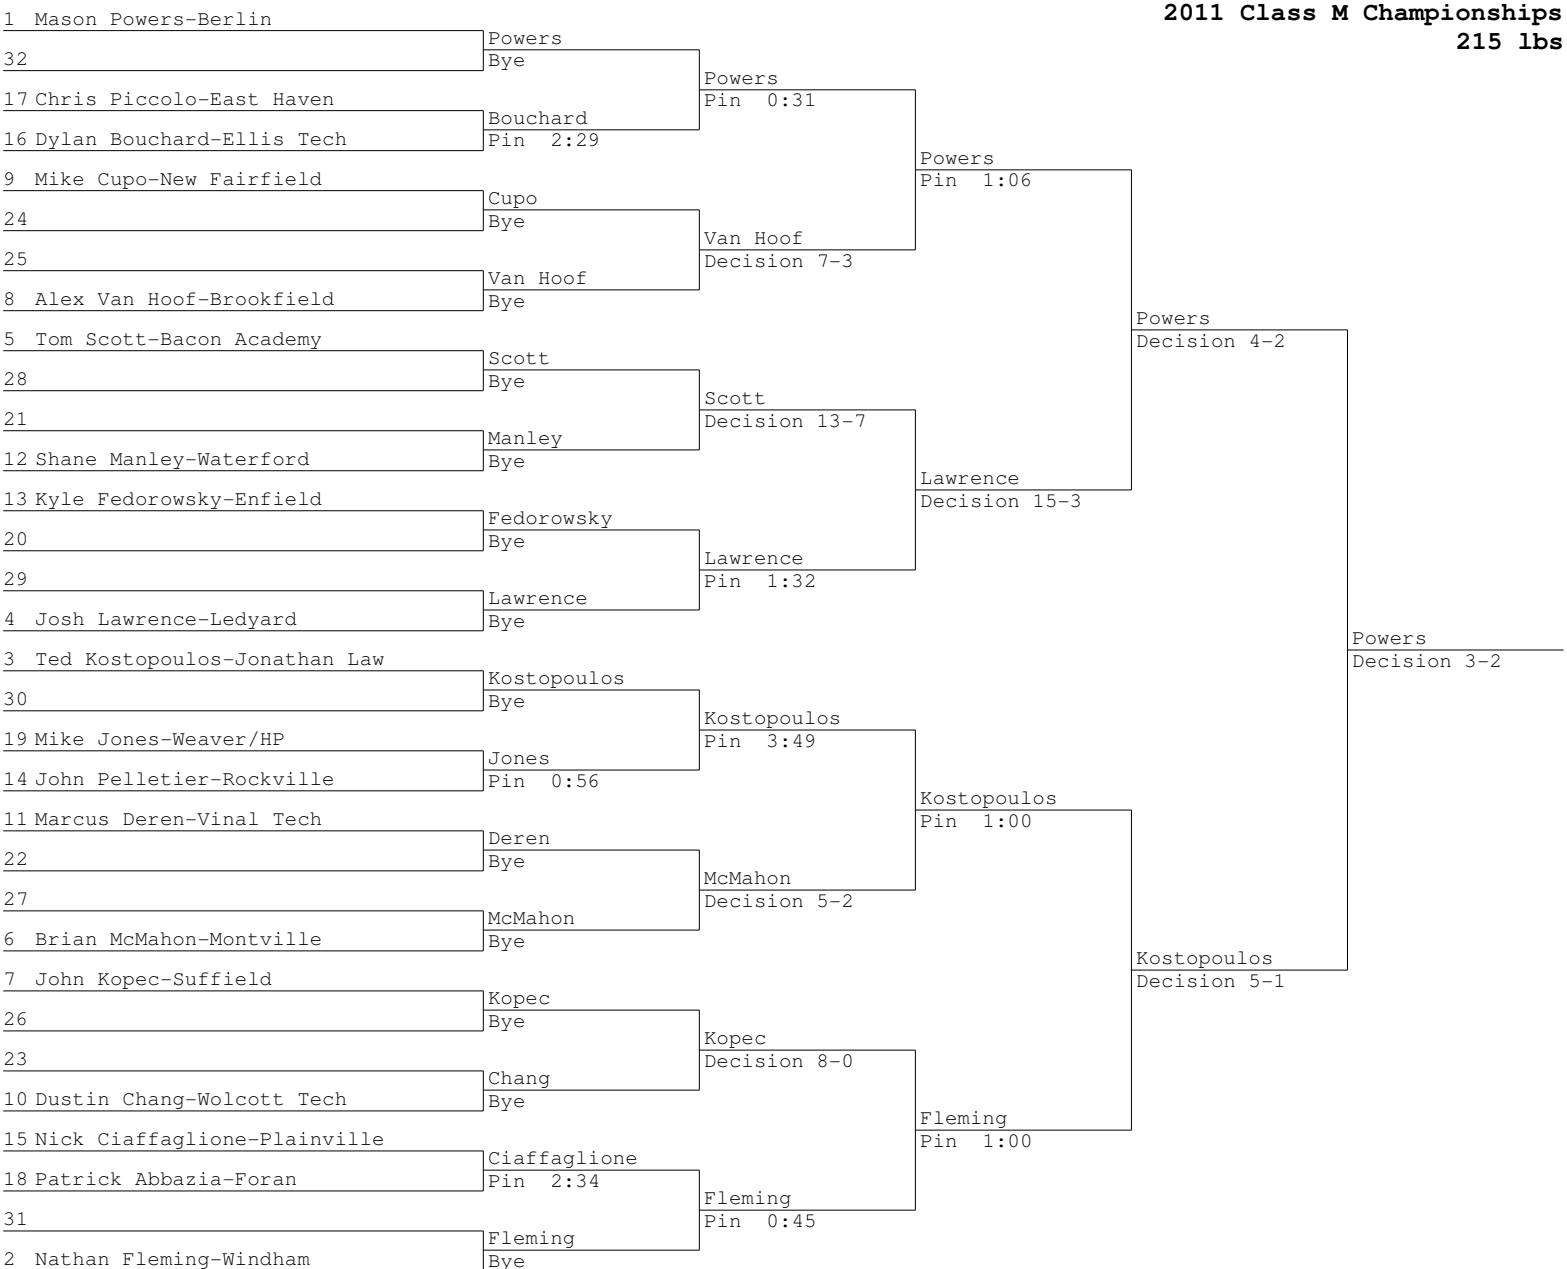 2011 Class M Championships
215 lbs
1 Mason Powers-Berlin
32
17 Chris Piccolo-East Haven
16 Dylan Bouchard-Ellis Tech
9 Mike Cupo-New Fairfield
24
25
8 Alex Van Hoof-Brookfield
5 Tom Scott-Bacon Academy
28
21
12 Shane Manley-Waterford
13 Kyle Fedorowsky-Enfield
20
29
4 Josh Lawrence-Ledyard
3 Ted Kostopoulos-Jonathan Law
30
19 Mike Jones-Weaver/HP
14 John Pelletier-Rockville
11 Marcus Deren-Vinal Tech
22
27
6 Brian McMahon-Montville
7 John Kopec-Suffield
26
23
10 Dustin Chang-Wolcott Tech
15 Nick Ciaffaglione-Plainville
18 Patrick Abbazia-Foran
31
2 Nathan Fleming-Windham
Powers
Bye
Bouchard
Pin 2:29
Cupo
Bye
Van Hoof
Bye
Scott
Bye
Manley
Bye
Fedorowsky
Bye
Lawrence
Bye
Kostopoulos
Bye
Jones
Pin 0:56
Deren
Bye
McMahon
Bye
Kopec
Bye
Chang
Bye
Ciaffaglione
Pin 2:34
Fleming
Bye
Powers
Pin 0:31
Van Hoof
Decision 7-3
Scott
Decision 13-7
Lawrence
Pin 1:32
Kostopoulos
Pin 3:49
McMahon
Decision 5-2
Kopec
Decision 8-0
Fleming
Pin 0:45
Powers
Pin 1:06
Lawrence
Decision 15-3
Kostopoulos
Pin 1:00
Fleming
Pin 1:00
Powers
Decision 4-2
Kostopoulos
Decision 5-1
Powers
Decision 3-2